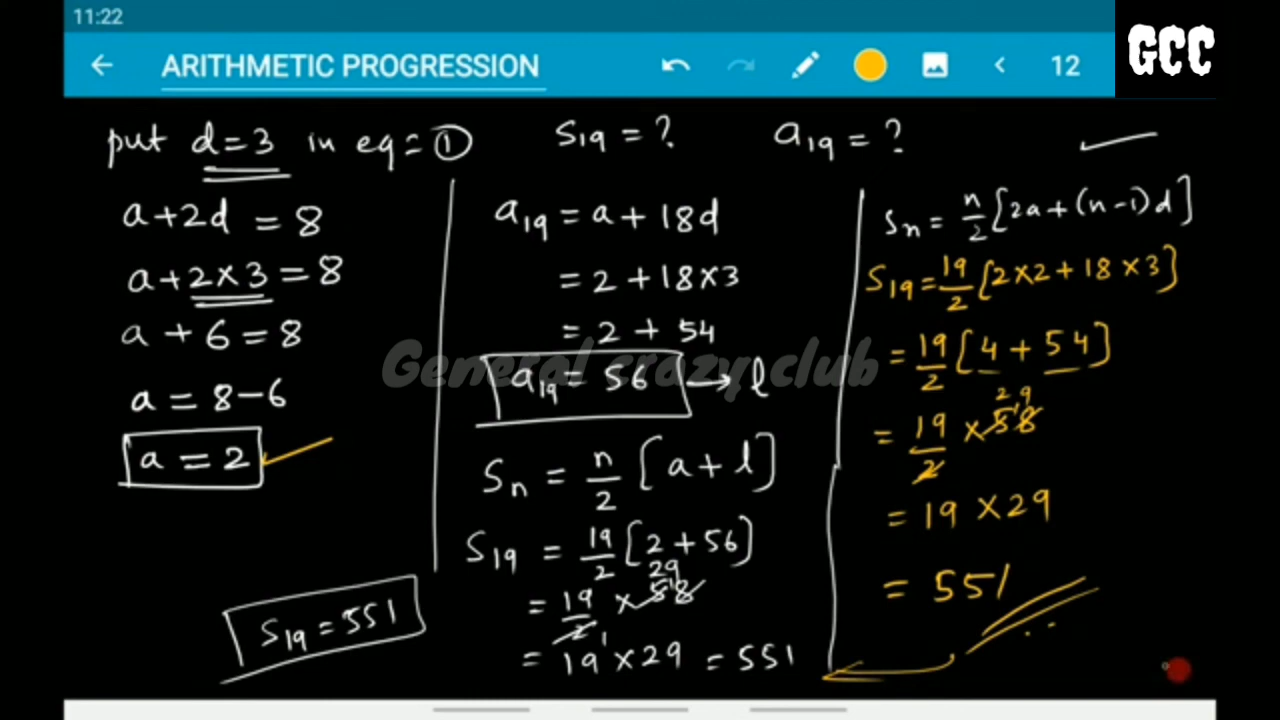 11:22
ARITHMETIC PROGRESSION
12
GCC
put d=3 in eq= ①
a+2d = 8
a+2×3=8
a + 6 = 8
a = 8-6
a = 2
S19 = 551
S19 = ?
a19 = ?
a19 = a + 18d
= 2 + 18×3
= 2 + 54
a19 = 56 → l
Sn = n/2 [a + l]
S19 = 19/2 [2 + 56]
29
= 19/2 × 58
1
= 19 × 29 = 551
Sn = n/2 [2a + (n-1) d]
S19 = 19/2 [2×2 + 18 × 3]
= 19/2 [4 + 54]
29
= 19/2 × 58
= 19 × 29
= 551
General crazy club